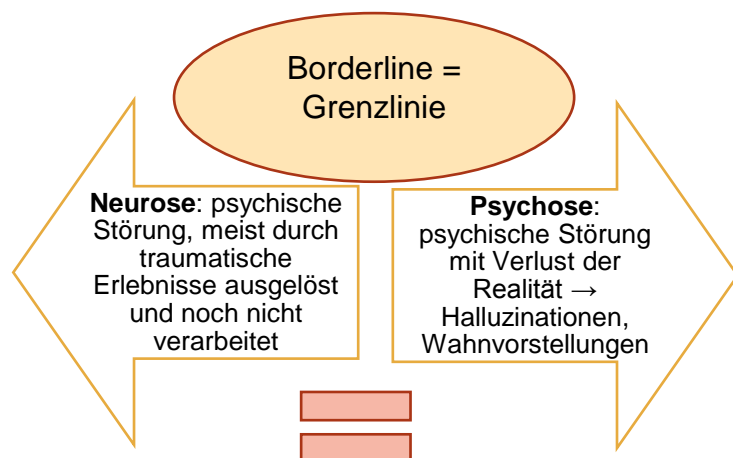 Borderline =
Grenzlinie
Neurose: psychische
Störung, meist durch
traumatische
Erlebnisse ausgelöst
und noch nicht
verarbeitet
Psychose:
psychische Störung
mit Verlust der
Realität →
Halluzinationen,
Wahnvorstellungen